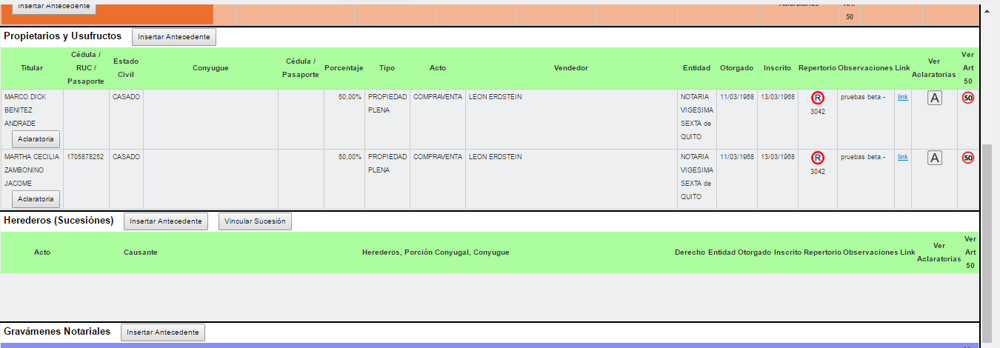 Insertar Antecedente
Aclaratorias
Art.
50
Propietarios y Usufructos Insertar Antecedente
Titular Cédula / RUC / Pasaporte Estado Civil Conyugue Cédula / Pasaporte Porcentaje Tipo Acto Vendedor Entidad Otorgado Inscrito Repertorio Observaciones Link Ver Aclaratorias Ver Art 50
MARCO DICK CASADO 50,00% PROPIEDAD COMPRAVENTA LEON ERDSTEIN NOTARIA 11/03/1968 13/03/1968 R pruebas beta.- link A 50
BENITEZ PLENA VIGESIMA 3042
ANDRADE SEXTA de
Aclaratoria QUITO
MARTHA CECILIA 1705878252 CASADO 50,00% PROPIEDAD COMPRAVENTA LEON ERDSTEIN NOTARIA 11/03/1968 13/03/1968 R pruebas beta.- link A 50
ZAMBONINO PLENA VIGESIMA 3042
JACOME SEXTA de
Aclaratoria QUITO
Herederos (Sucesiónes) Insertar Antecedente Vincular Sucesión
Acto Causante Herederos, Porción Conyugal, Conyugue Derecho Entidad Otorgado Inscrito Repertorio Observaciones Link Ver Aclaratorias Ver Art 50
Gravámenes Notariales Insertar Antecedente